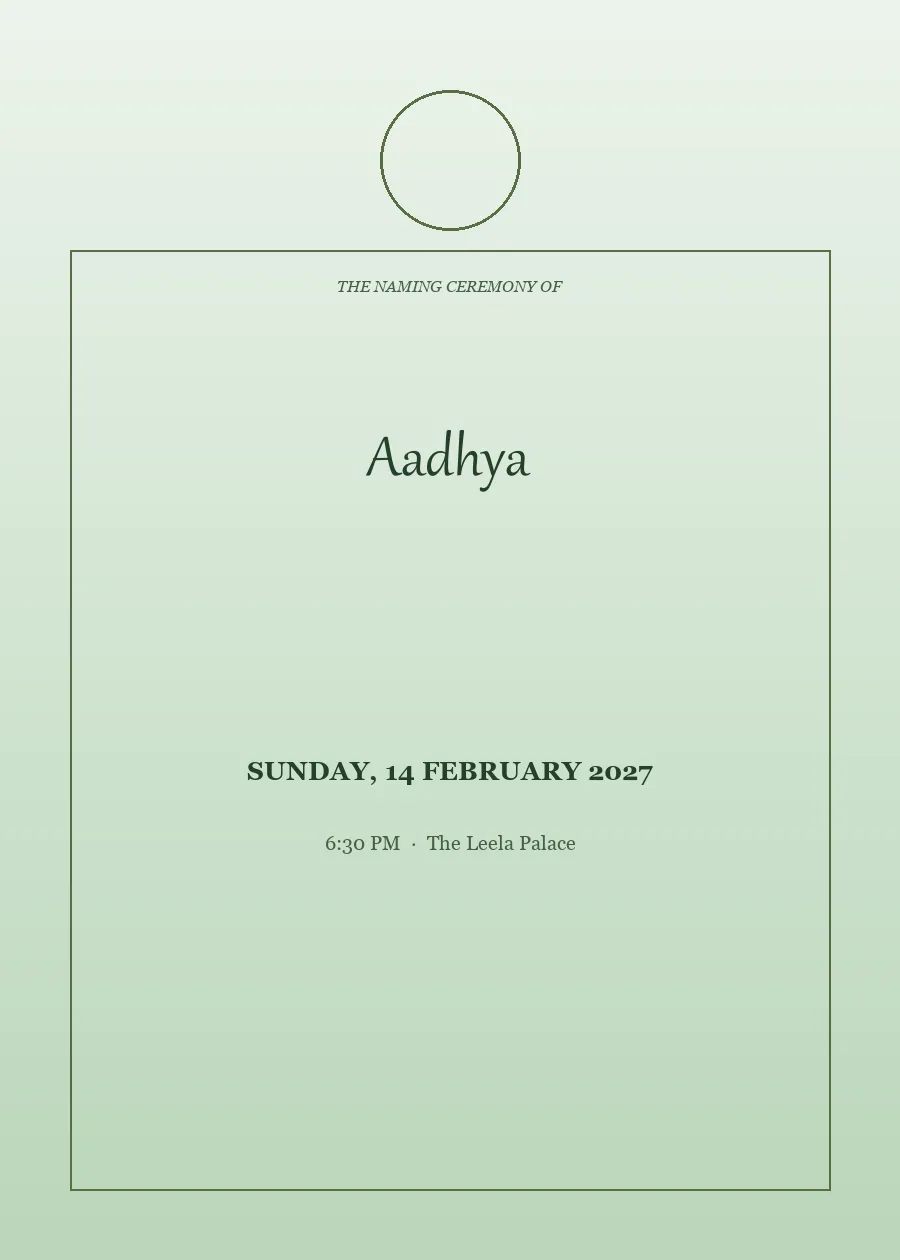 THE NAMING CEREMONY OF
Aadhya
SUNDAY, 14 FEBRUARY 2027
6:30 PM · The Leela Palace